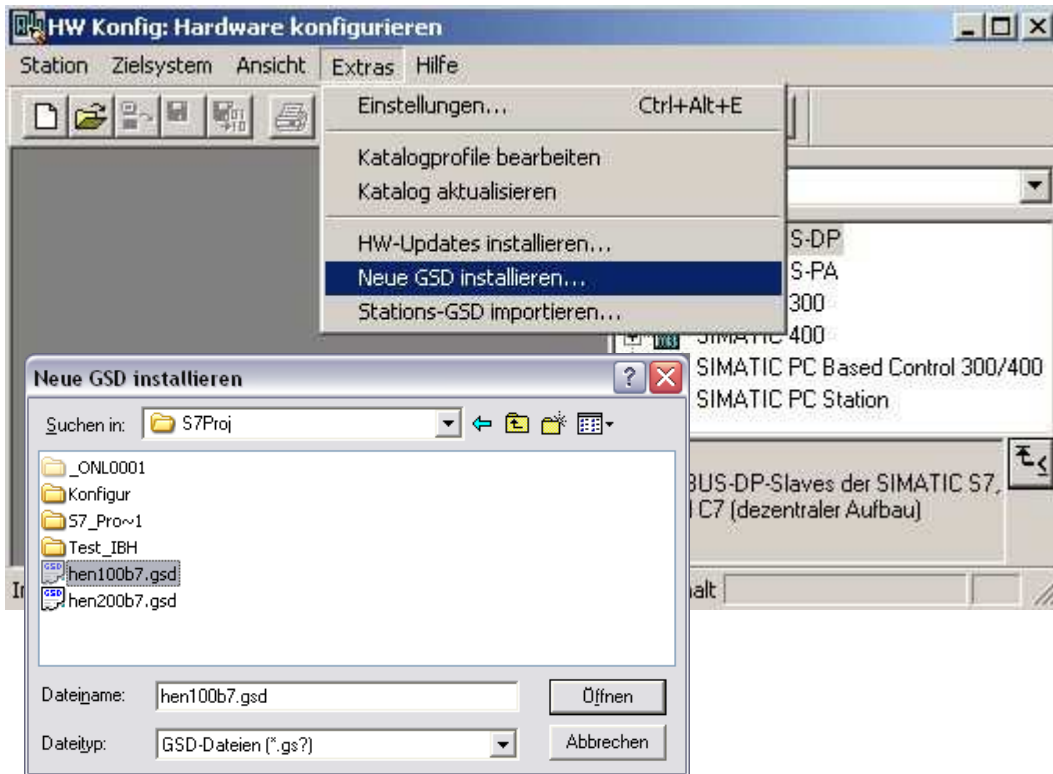 HW Konfig: Hardware konfigurieren
Station Zielsystem Ansicht Extras Hilfe
Einstellungen... Ctrl+Alt+E
Katalogprofile bearbeiten
Katalog aktualisieren
HW-Updates installieren...
Neue GSD installieren...
Stations-GSD importieren...
S-DP
S-PA
300
SIMATIC 400
SIMATIC PC Based Control 300/400
SIMATIC PC Station
BUS-DP-Slaves der SIMATIC S7,
C7 (dezentraler Aufbau)
Neue GSD installieren
Suchen in: S7Proj
_ONL0001
Konfigur
S7_Pro~1
Test_IBH
hen100b7.gsd
hen200b7.gsd
Dateiname: hen100b7.gsd Öffnen
Dateityp: GSD-Dateien (*.gs?) Abbrechen